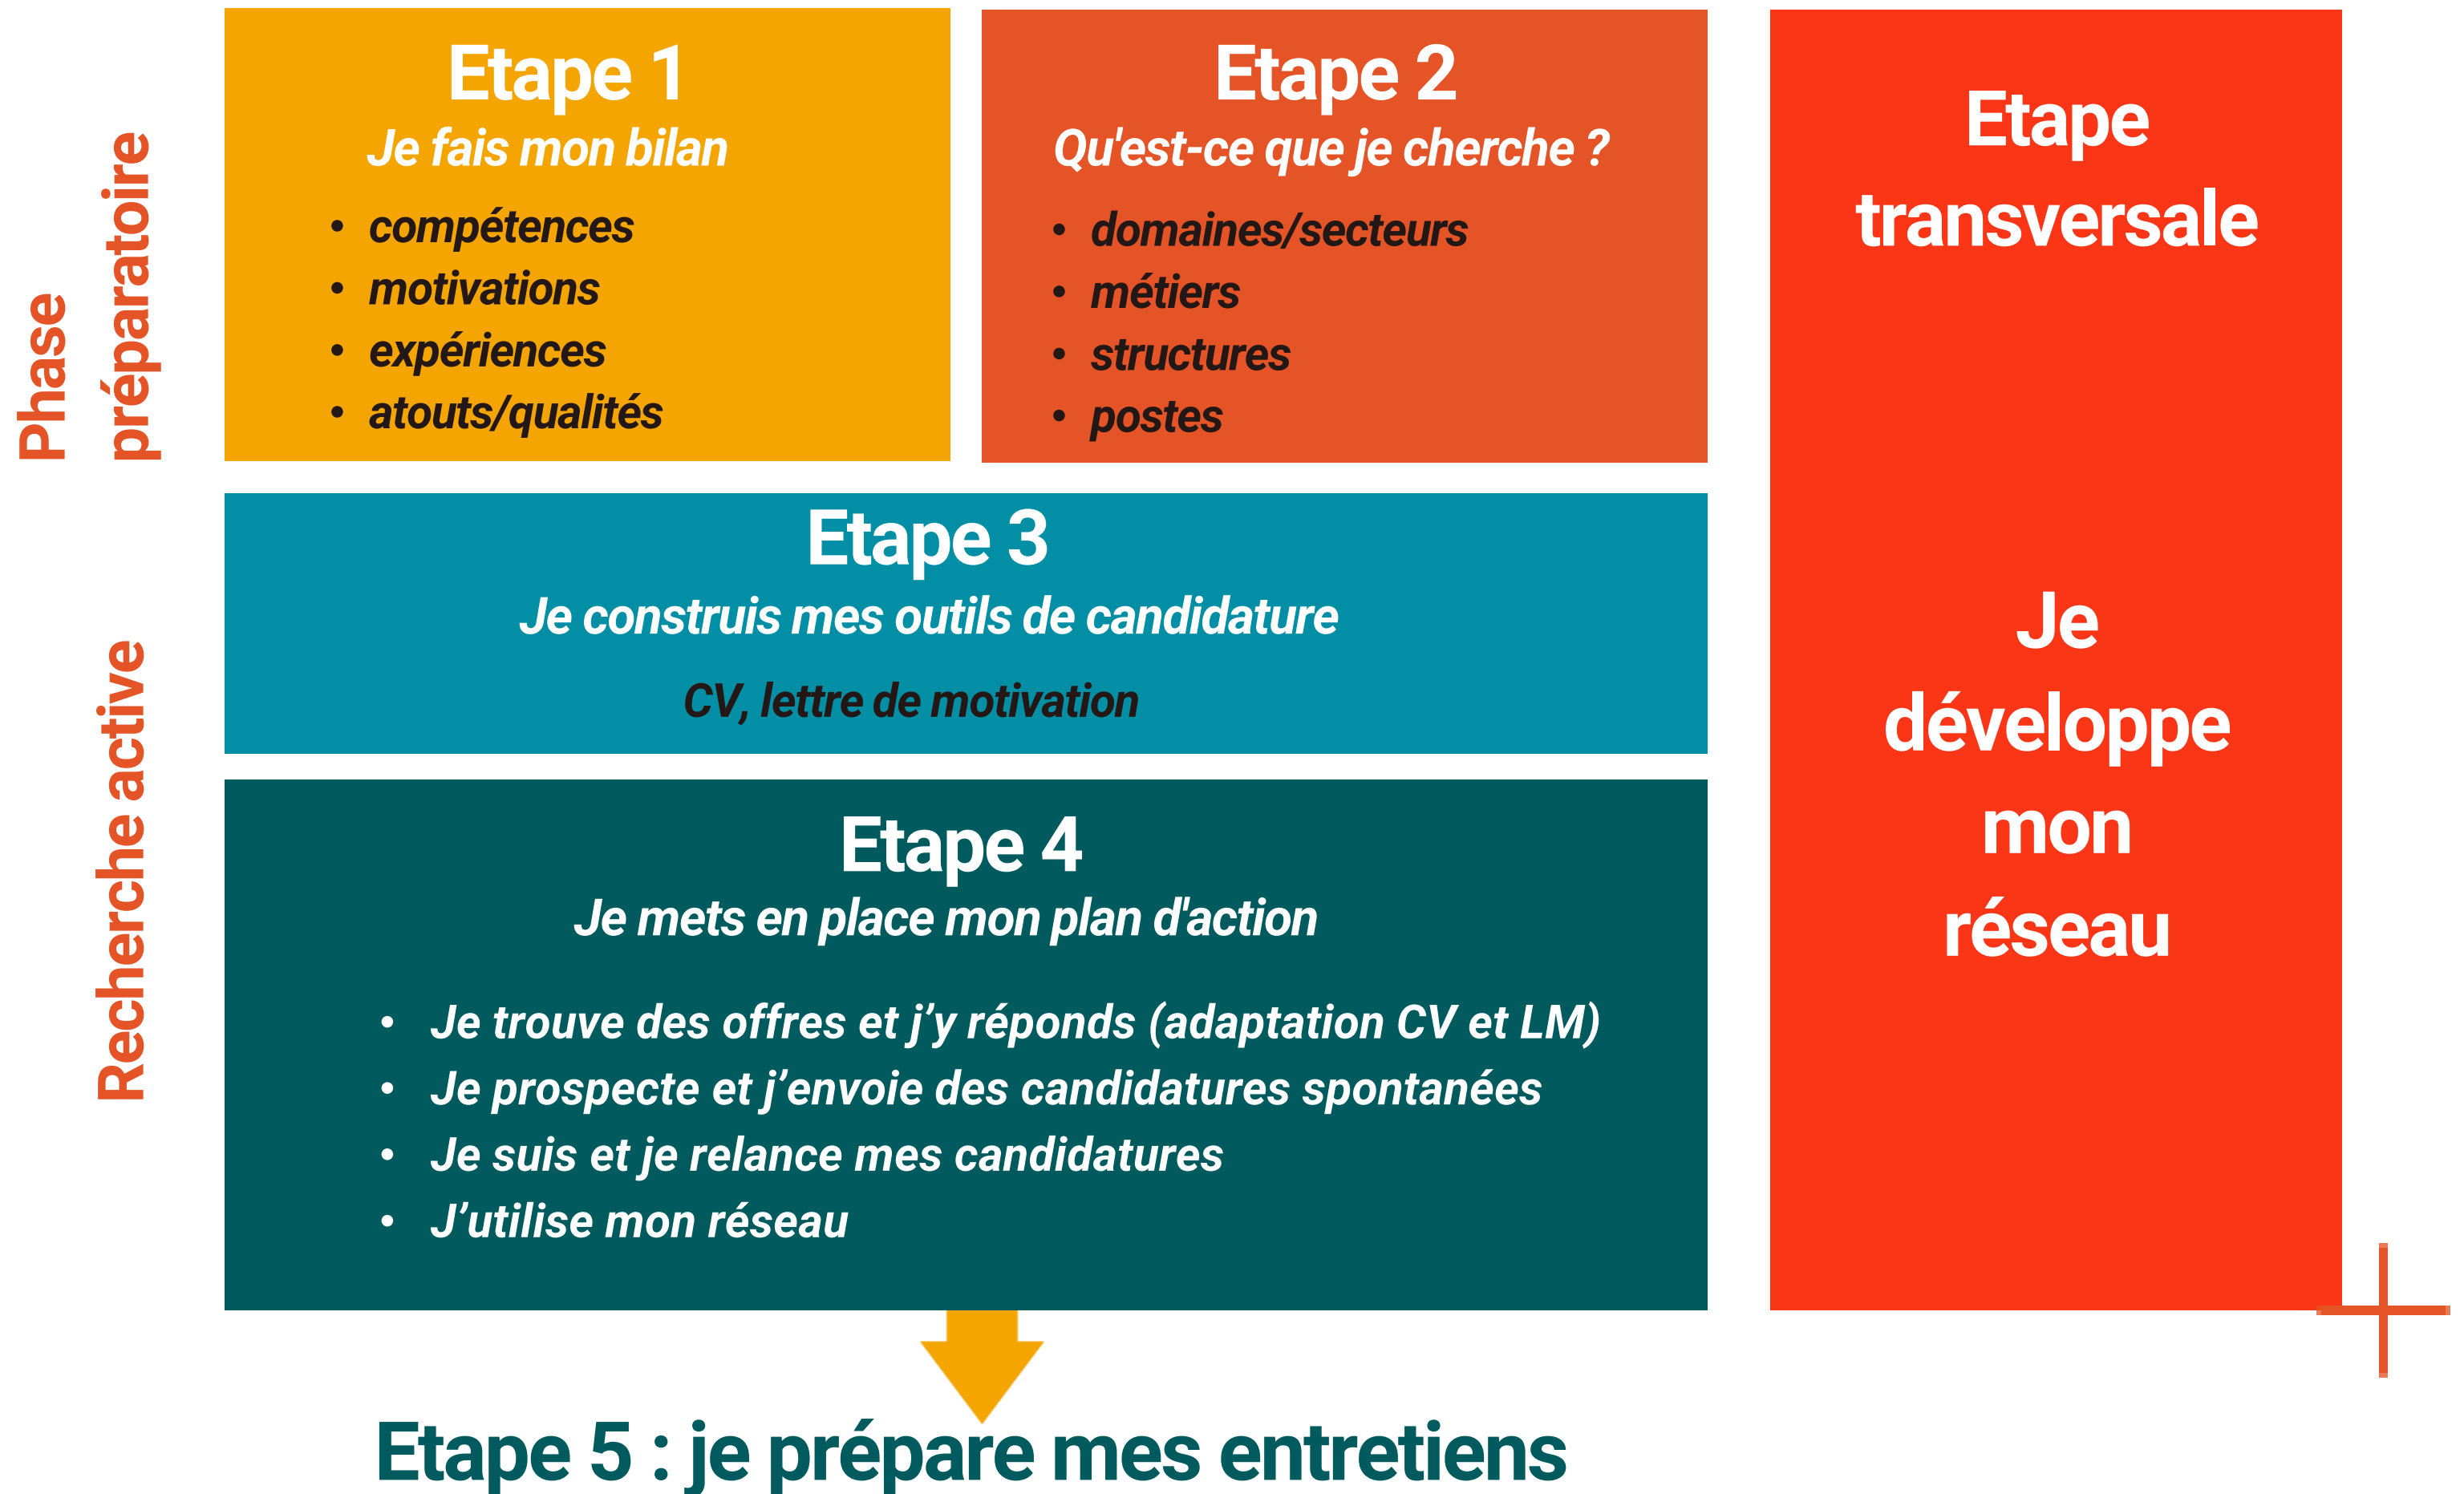 Phase
préparatoire
Etape 1
Je fais mon bilan
• compétences
• motivations
• expériences
• atouts/qualités
Etape 2
Qu'est-ce que je cherche ?
• domaines/secteurs
• métiers
• structures
• postes
Recherche active
Etape 3
Je construis mes outils de candidature
CV, lettre de motivation
Etape 4
Je mets en place mon plan d'action
• Je trouve des offres et j’y réponds (adaptation CV et LM)
• Je prospecte et j’envoie des candidatures spontanées
• Je suis et je relance mes candidatures
• J’utilise mon réseau
Etape
transversale
Je
développe
mon
réseau
Etape 5 : je prépare mes entretiens